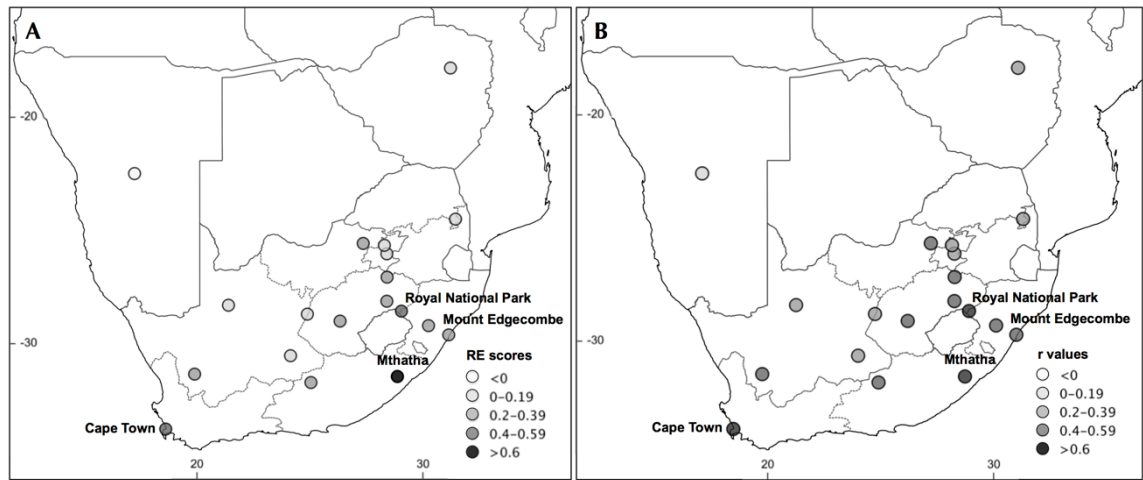 A
-20
-30
20
30
Royal National Park
Mount Edgecombe
Mthatha
Cape Town
RE scores
<0
0–0.19
0.2–0.39
0.4–0.59
>0.6
B
-20
-30
20
30
Royal National Park
Mount Edgecombe
Mthatha
Cape Town
r values
<0
0–0.19
0.2–0.39
0.4–0.59
>0.6